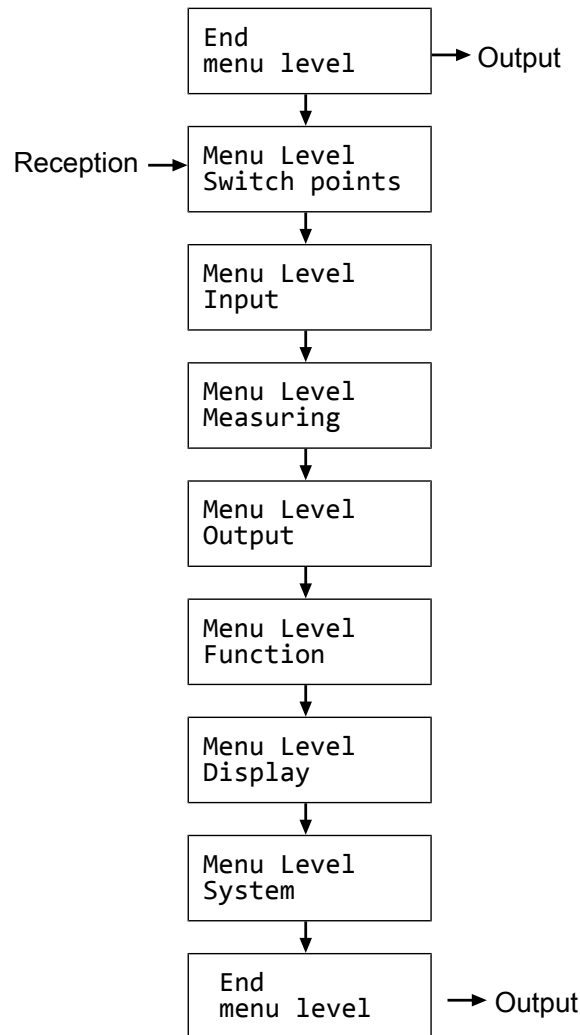 End
menu level
Output
Reception
Menu Level
Switch points
Menu Level
Input
Menu Level
Measuring
Menu Level
Output
Menu Level
Function
Menu Level
Display
Menu Level
System
End
menu level
Output